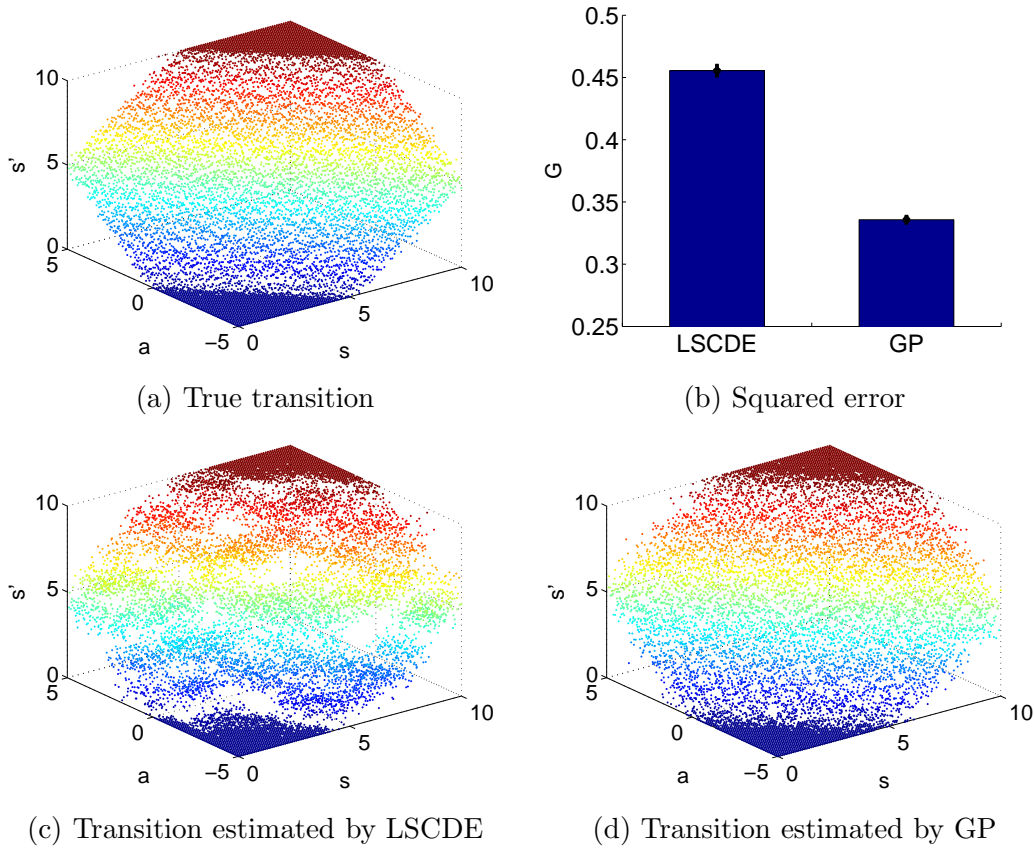 10
5
0
s'
5
0
−5
a
0
5
10
s
(a) True transition
0.5
0.45
0.4
0.35
0.3
0.25
G
LSCDE GP
(b) Squared error
10
5
0
s'
5
0
−5
a
0
5
10
s
(c) Transition estimated by LSCDE
10
5
0
s'
5
0
−5
a
0
5
10
s
(d) Transition estimated by GP